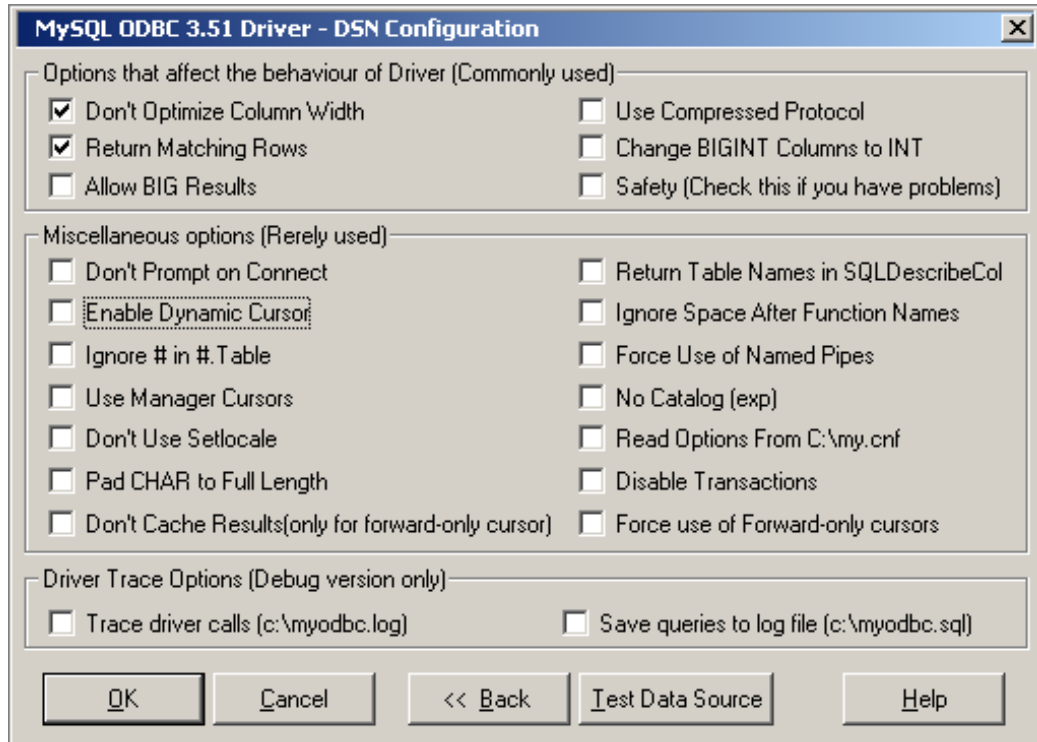 MySQL ODBC 3.51 Driver - DSN Configuration
Options that affect the behaviour of Driver (Commonly used)
Don't Optimize Column Width
Use Compressed Protocol
Return Matching Rows
Change BIGINT Columns to INT
Allow BIG Results
Safety (Check this if you have problems)
Miscellaneous options (Rerely used)
Don't Prompt on Connect
Return Table Names in SQLDescribeCol
Enable Dynamic Cursor
Ignore Space After Function Names
Ignore # in #.Table
Force Use of Named Pipes
Use Manager Cursors
No Catalog (exp)
Don't Use Setlocale
Read Options From C:\my.cnf
Pad CHAR to Full Length
Disable Transactions
Don't Cache Results(only for forward-only cursor)
Force use of Forward-only cursors
Driver Trace Options (Debug version only)
Trace driver calls (c:\myodbc.log)
Save queries to log file (c:\myodbc.sql)
OK
Cancel
<< Back
Test Data Source
Help